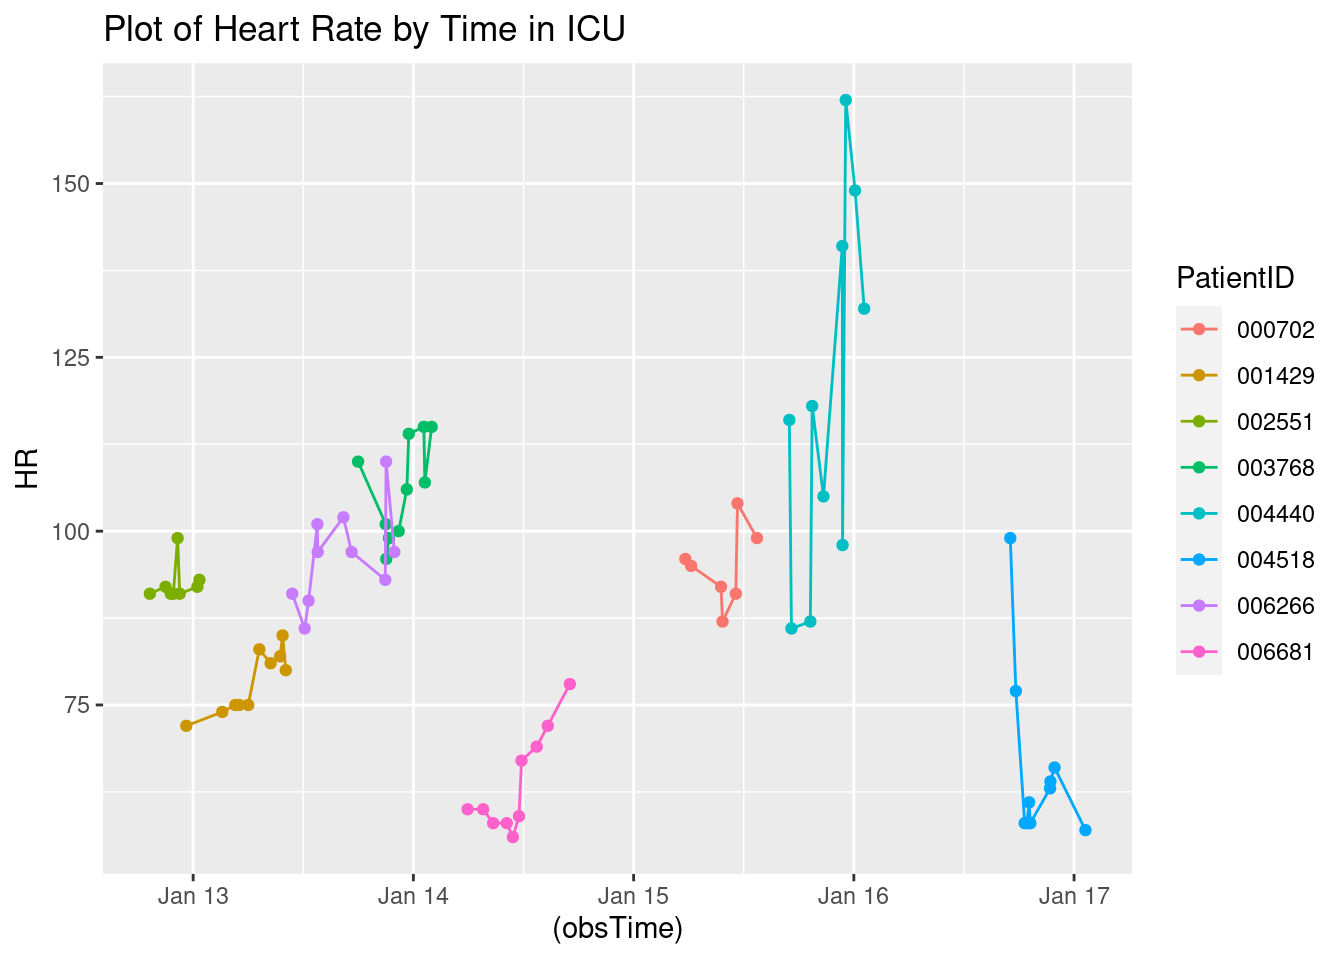 Plot of Heart Rate by Time in ICU
HR
150
125
100
75
Jan 13
Jan 14
Jan 15
Jan 16
Jan 17
(obsTime)
PatientID
000702
001429
002551
003768
004440
004518
006266
006681